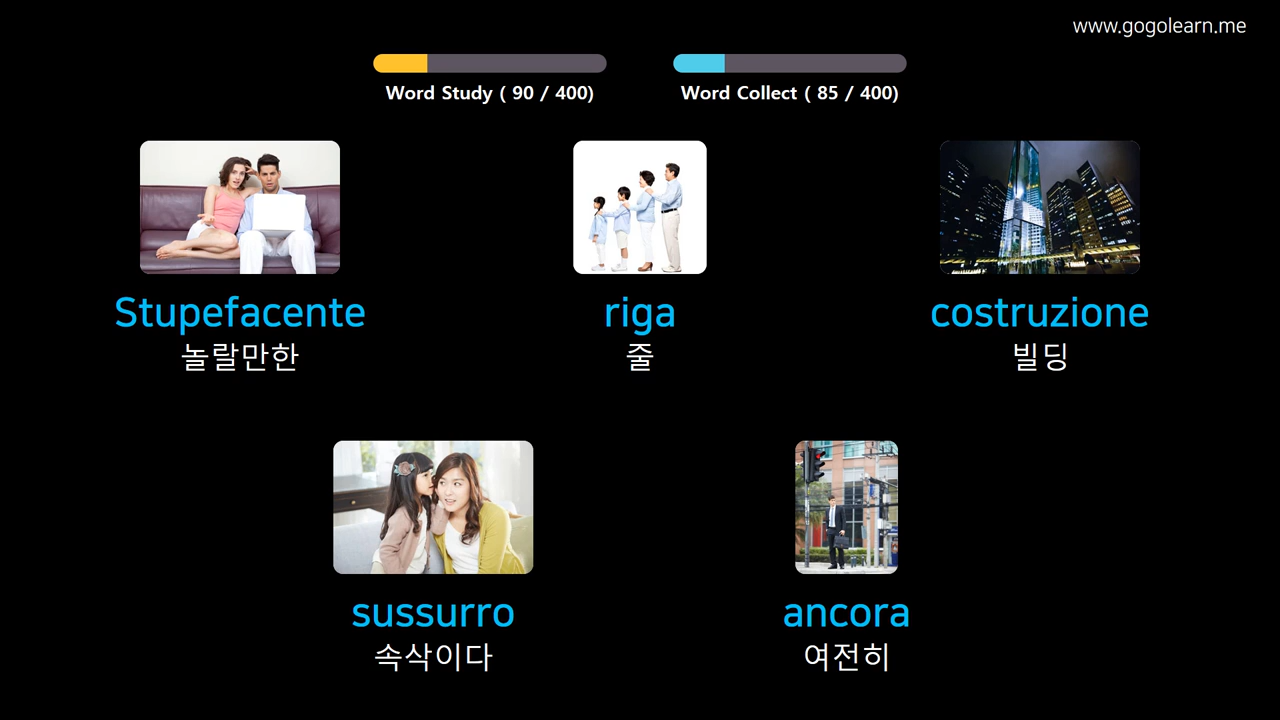 www.gogolearn.me
Word Study ( 90 / 400)
Word Collect ( 85 / 400)
Stupefacente
놀랄만한
riga
줄
costruzione
빌딩
sussurro
속삭이다
ancora
여전히